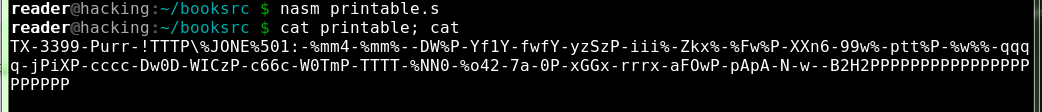 reader@hacking:~/booksrc $ nasm printable.s
reader@hacking:~/booksrc $ cat printable; cat
TX-3399-Purr-!TTTP\%JONE%501:-%mm4-%mm%--DW%P-Yf1Y-fwfY-yzSzP-iii%-Zkx%-%Fw%P-XXn6-99w%-ptt%P-%w%%-qqq
q-jPiXP-cccc-Dw0D-WICzP-c66c-W0TmP-TTTT-%NN0-%o42-7a-0P-xGGx-rrrx-aFOwP-pApA-N-w--B2H2PPPPPPPPPPPPPPPP
PPPPPP